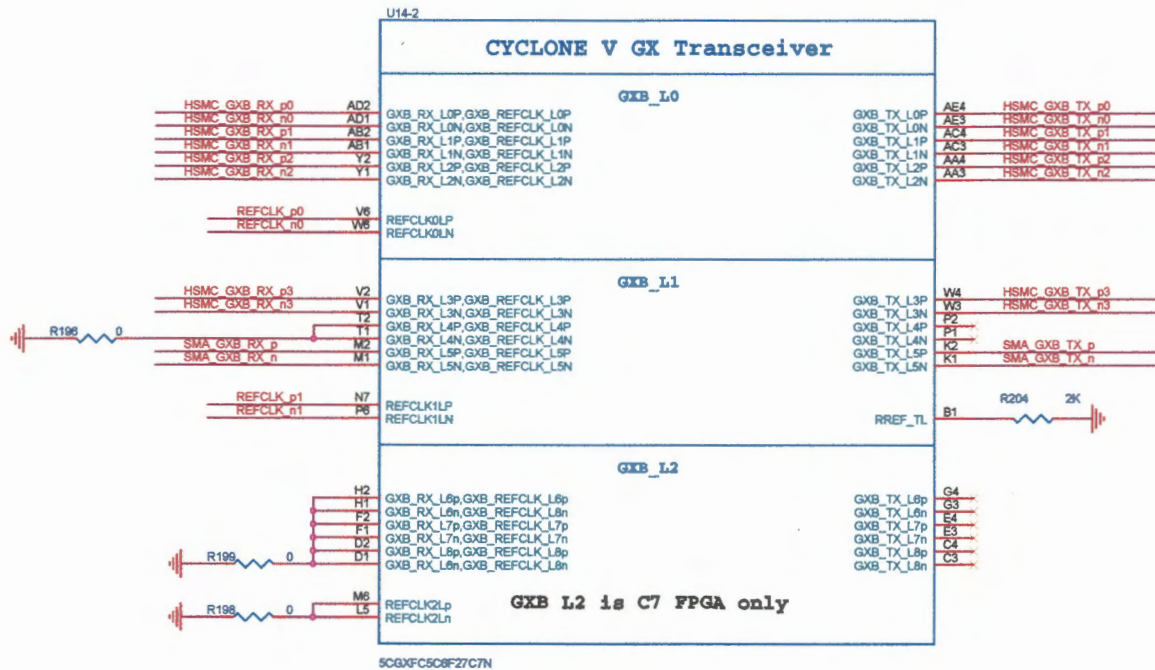 U14-2
CYCLONE V GX Transceiver
GXB_L0
HSMC_GXB_RX_p0 AD2 GXB_RX_L0P,GXB_REFCLK_L0P GXB_TX_L0P AE4 HSMC_GXB_TX_p0
HSMC_GXB_RX_n0 AD1 GXB_RX_L0N,GXB_REFCLK_L0N GXB_TX_L0N AE3 HSMC_GXB_TX_n0
HSMC_GXB_RX_p1 AB2 GXB_RX_L1P,GXB_REFCLK_L1P GXB_TX_L1P AC4 HSMC_GXB_TX_p1
HSMC_GXB_RX_n1 AB1 GXB_RX_L1N,GXB_REFCLK_L1N GXB_TX_L1N AC3 HSMC_GXB_TX_n1
HSMC_GXB_RX_p2 Y2 GXB_RX_L2P,GXB_REFCLK_L2P GXB_TX_L2P AA4 HSMC_GXB_TX_p2
HSMC_GXB_RX_n2 Y1 GXB_RX_L2N,GXB_REFCLK_L2N GXB_TX_L2N AA3 HSMC_GXB_TX_n2
REFCLK_p0 V6 REFCLK0LP
REFCLK_n0 W6 REFCLK0LN
GXB_L1
HSMC_GXB_RX_p3 V2 GXB_RX_L3P,GXB_REFCLK_L3P GXB_TX_L3P W4 HSMC_GXB_TX_p3
HSMC_GXB_RX_n3 V1 GXB_RX_L3N,GXB_REFCLK_L3N GXB_TX_L3N W3 HSMC_GXB_TX_n3
T2 GXB_RX_L4P,GXB_REFCLK_L4P GXB_TX_L4P P2
R196 0 T1 GXB_RX_L4N,GXB_REFCLK_L4N GXB_TX_L4N P1
SMA_GXB_RX_p M2 GXB_RX_L5P,GXB_REFCLK_L5P GXB_TX_L5P K2 SMA_GXB_TX_p
SMA_GXB_RX_n M1 GXB_RX_L5N,GXB_REFCLK_L5N GXB_TX_L5N K1 SMA_GXB_TX_n
REFCLK_p1 N7 REFCLK1LP
REFCLK_n1 P6 REFCLK1LN RREF_TL B1 R204 2K
GXB_L2
H2 GXB_RX_L6p,GXB_REFCLK_L6p GXB_TX_L6p G4
H1 GXB_RX_L6n,GXB_REFCLK_L6n GXB_TX_L6n G3
F2 GXB_RX_L7p,GXB_REFCLK_L7p GXB_TX_L7p E4
F1 GXB_RX_L7n,GXB_REFCLK_L7n GXB_TX_L7n E3
D2 GXB_RX_L8p,GXB_REFCLK_L8p GXB_TX_L8p C4
R199 0 D1 GXB_RX_L8n,GXB_REFCLK_L8n GXB_TX_L8n C3
M6 REFCLK2Lp
R198 0 L5 REFCLK2Ln
GXB L2 is C7 FPGA only
5CGXFC5C6F27C7N